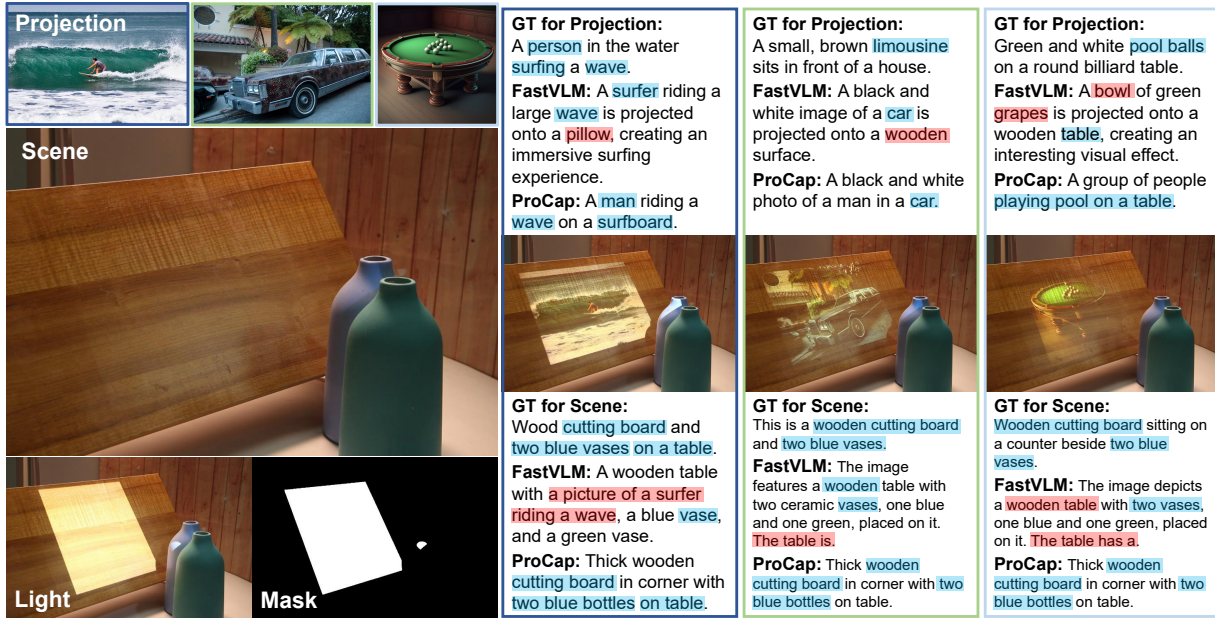 Projection
Scene
Light
Mask
GT for Projection:
A person in the water
surfing a wave.
FastVLM: A surfer riding a
large wave is projected
onto a pillow, creating an
immersive surfing
experience.
ProCap: A man riding a
wave on a surfboard.
GT for Scene:
Wood cutting board and
two blue vases on a table.
FastVLM: A wooden table
with a picture of a surfer
riding a wave, a blue vase,
and a green vase.
ProCap: Thick wooden
cutting board in corner with
two blue bottles on table.
GT for Projection:
A small, brown limousine
sits in front of a house.
FastVLM: A black and
white image of a car is
projected onto a wooden
surface.
ProCap: A black and white
photo of a man in a car.
GT for Scene:
This is a wooden cutting board
and two blue vases.
FastVLM: The image
features a wooden table with
two ceramic vases, one blue
and one green, placed on it.
The table is.
ProCap: Thick wooden
cutting board in corner with two
blue bottles on table.
GT for Projection:
Green and white pool balls
on a round billiard table.
FastVLM: A bowl of green
grapes is projected onto a
wooden table, creating an
interesting visual effect.
ProCap: A group of people
playing pool on a table.
GT for Scene:
Wooden cutting board sitting on
a counter beside two blue
vases.
FastVLM: The image depicts
a wooden table with two vases,
one blue and one green, placed
on it. The table has a.
ProCap: Thick wooden
cutting board in corner with two
blue bottles on table.